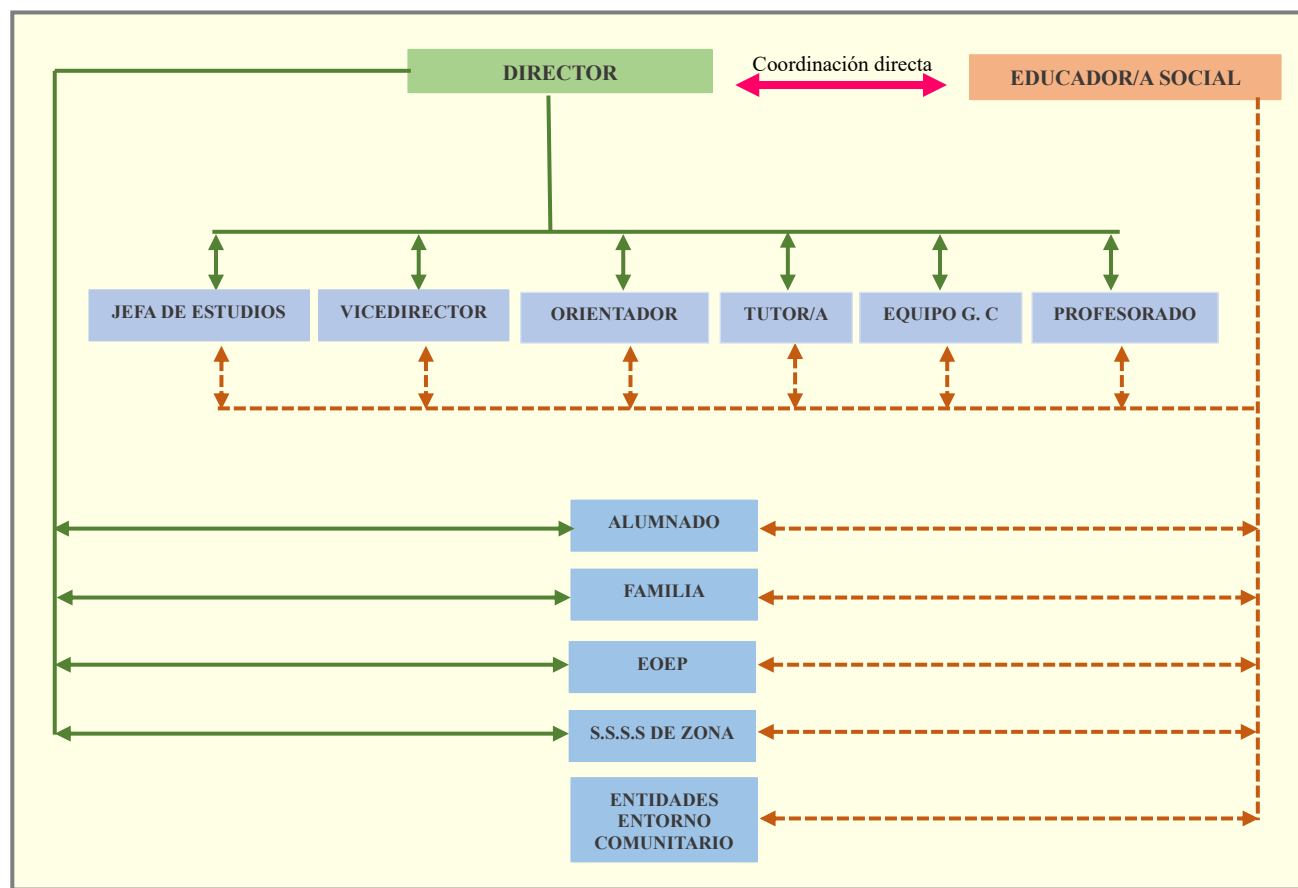 DIRECTOR
Coordinación directa
EDUCADOR/A SOCIAL
JEFA DE ESTUDIOS
VICEDIRECTOR
ORIENTADOR
TUTOR/A
EQUIPO G. C
PROFESORADO
ALUMNADO
FAMILIA
EOEP
S.S.S.S DE ZONA
ENTIDADES
ENTORNO
COMUNITARIO